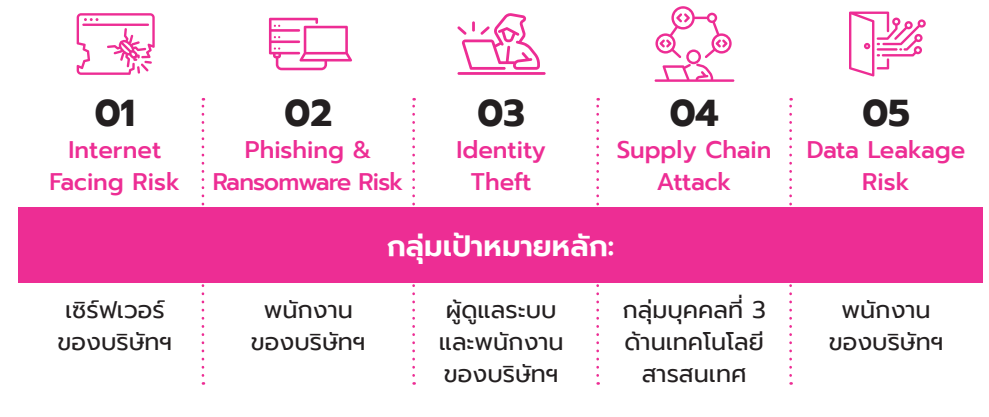 01
Internet
Facing Risk
02
Phishing &
Ransomware Risk
03
Identity
Theft
04
Supply Chain
Attack
05
Data Leakage
Risk
กลุ่มเป้าหมายหลัก:
เซิร์ฟเวอร์
ของบริษัทฯ
พนักงาน
ของบริษัทฯ
ผู้ดูแลระบบ
และพนักงาน
ของบริษัทฯ
กลุ่มบุคคลที่ 3
ด้านเทคโนโลยี
สารสนเทศ
พนักงาน
ของบริษัทฯ